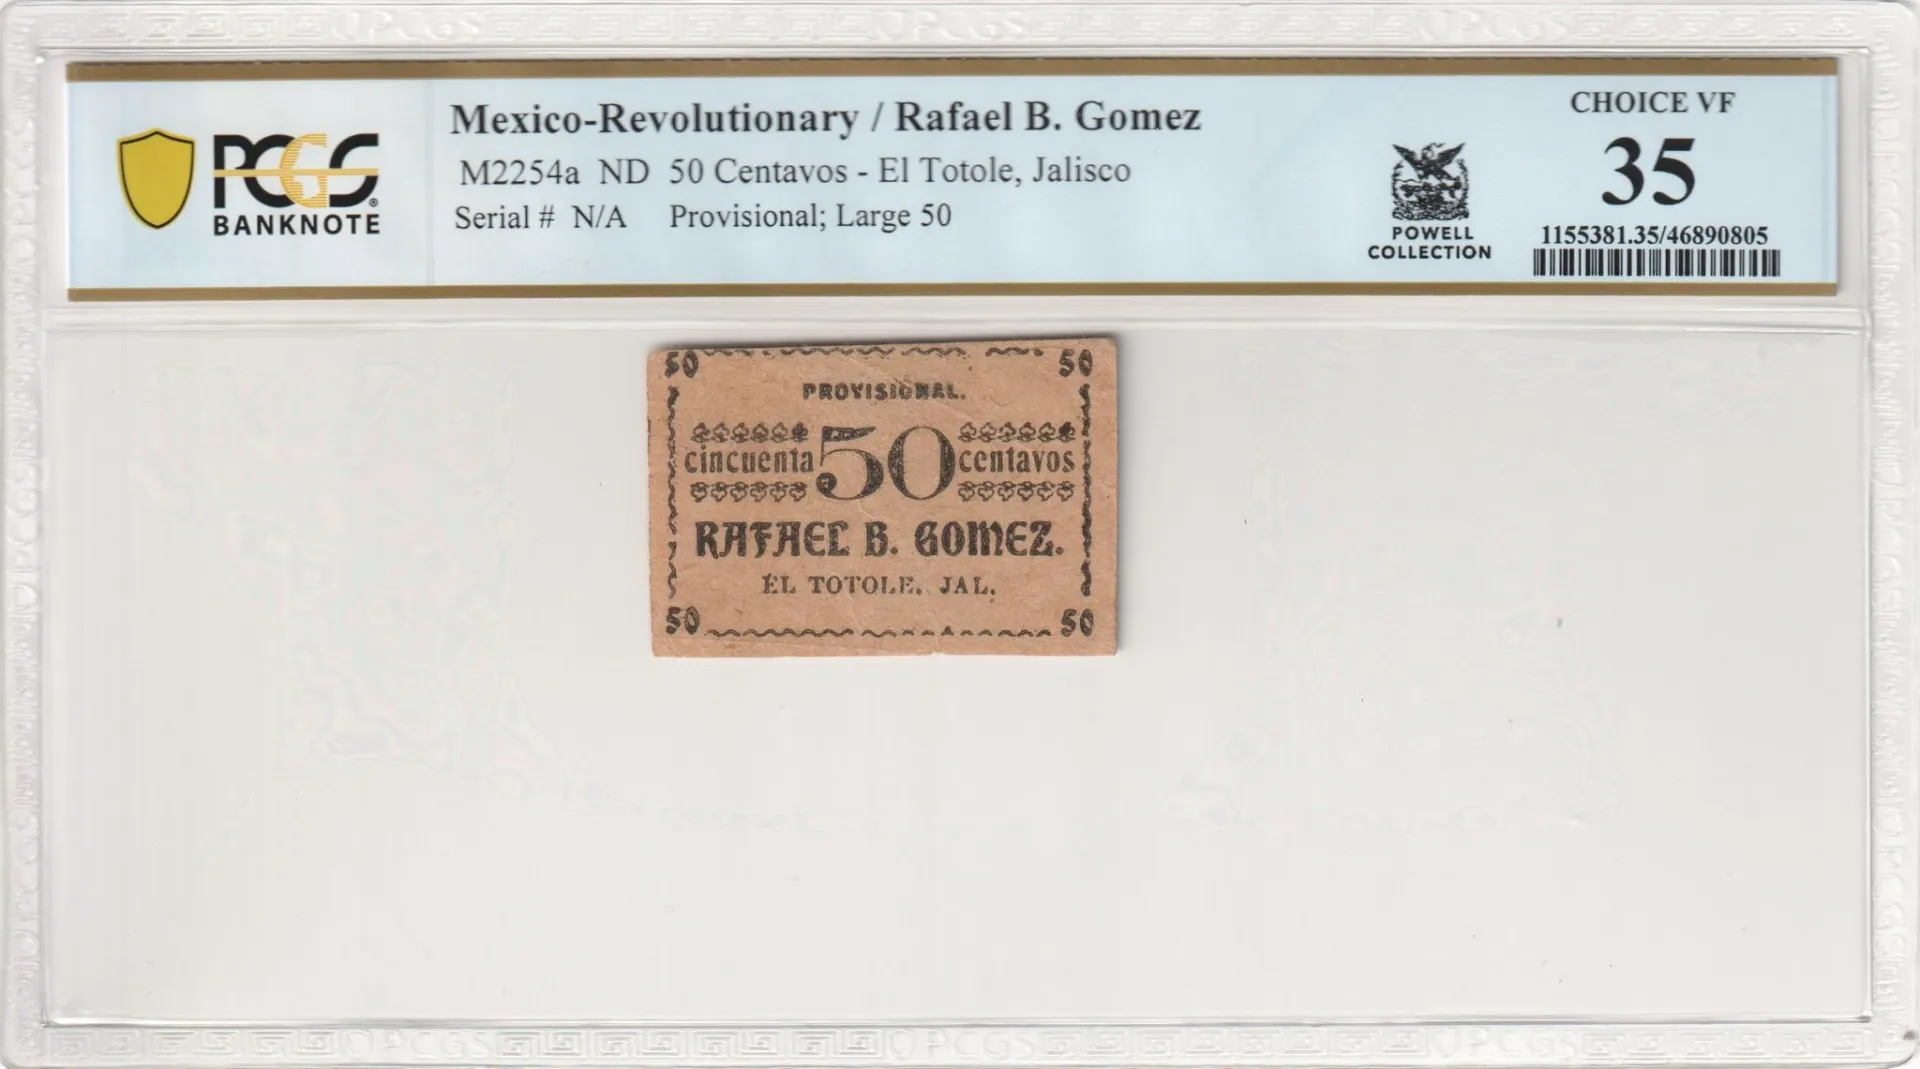 PCGS
BANKNOTE
Mexico-Revolutionary / Rafael B. Gomez
M2254a ND 50 Centavos - El Totole, Jalisco
Serial # N/A Provisional; Large 50
POWELL
COLLECTION
CHOICE VF
35
1155381.35/46890805
50 50
PROVISIONAL.
cincuenta 50 centavos
RAFAEL B. GOMEZ.
EL TOTOLE. JAL.
50 50